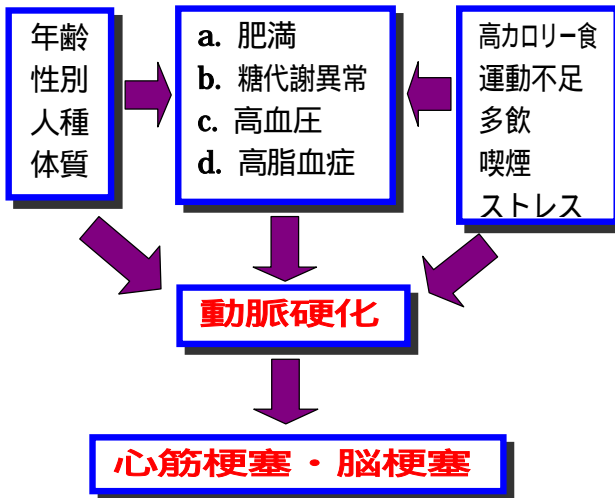 年齢
性別
人種
体質
a. 肥満
b. 糖代謝異常
c. 高血圧
d. 高脂血症
高カロリー食
運動不足
多飲
喫煙
ストレス
動脈硬化
心筋梗塞・脳梗塞